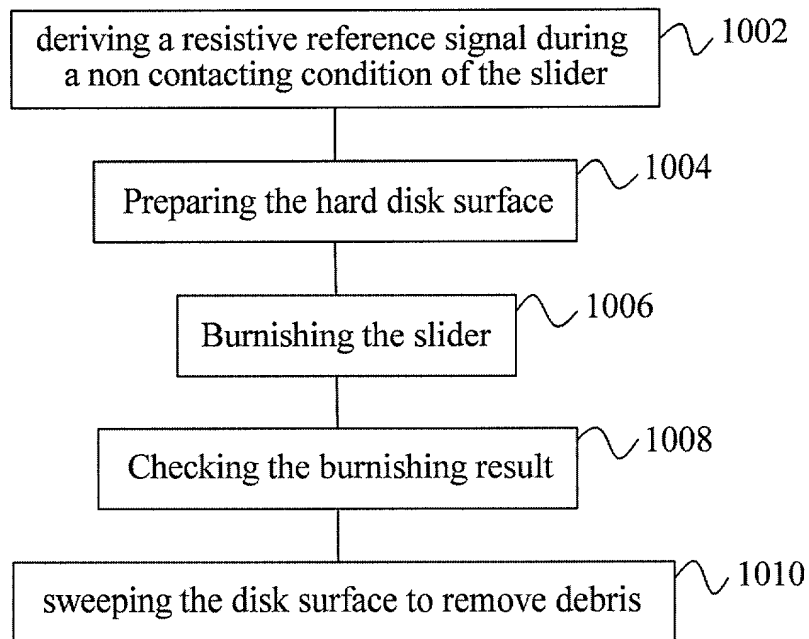 deriving a resistive reference signal during
a non contacting condition of the slider
1002
Preparing the hard disk surface
1004
Burnishing the slider
1006
Checking the burnishing result
1008
sweeping the disk surface to remove debris
1010